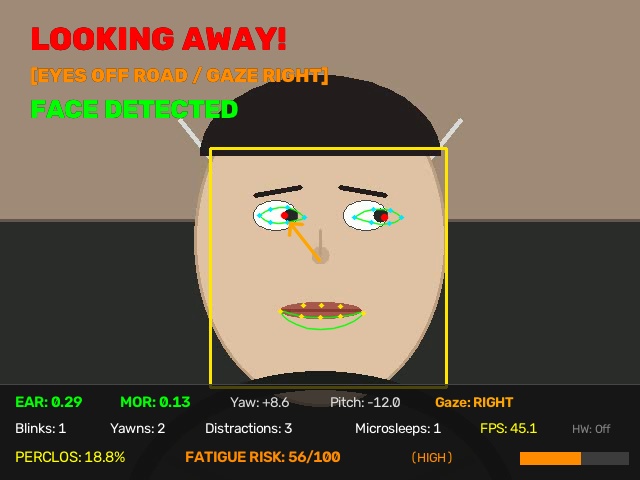 LOOKING AWAY!
[EYES OFF ROAD / GAZE RIGHT]
FACE DETECTED
EAR: 0.29 MOR: 0.13 Yaw: +8.6 Pitch: -12.0 Gaze: RIGHT
Blinks: 1 Yawns: 2 Distractions: 3 Microsleeps: 1 FPS: 45.1 HW: Off
PERCLOS: 18.8% FATIGUE RISK: 56/100 (HIGH)